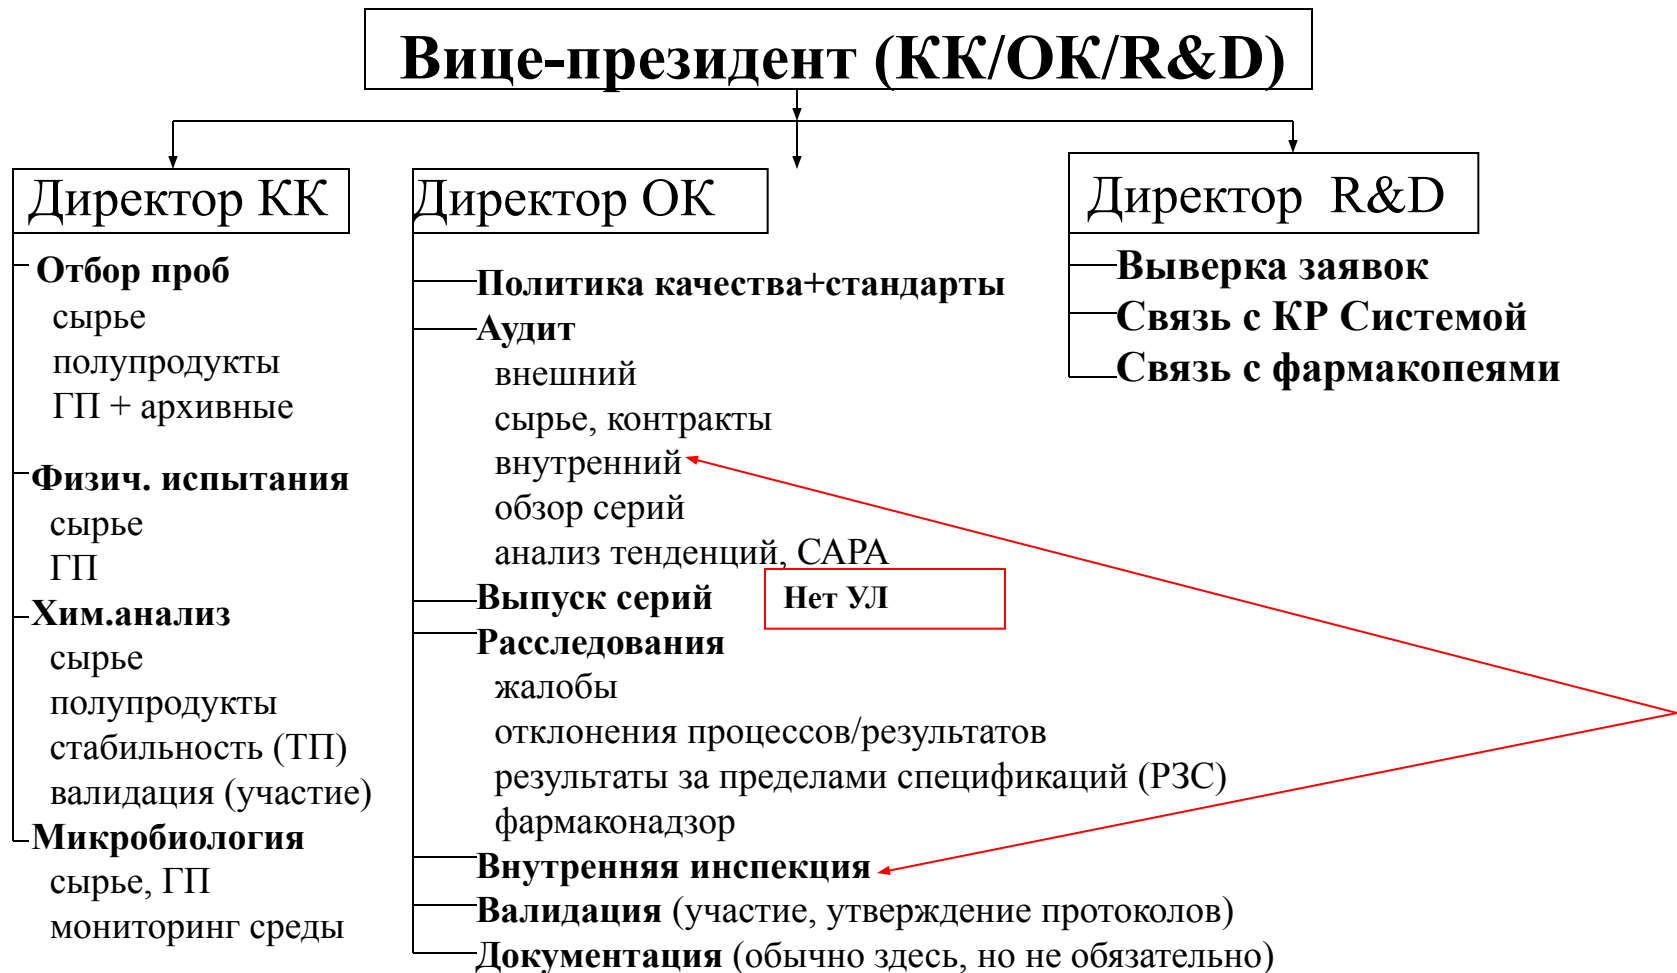 Вице-президент (КК/ОК/R&D)
Директор КК
Отбор проб
сырье
полупродукты
ГП + архивные
Физич. испытания
сырье
ГП
Хим.анализ
сырье
полупродукты
стабильность (ТП)
валидация (участие)
Микробиология
сырье, ГП
мониторинг среды
Директор ОК
Политика качества+стандарты
Аудит
внешний
сырье, контракты
внутренний
обзор серий
анализ тенденций, САРА
Выпуск серий
Нет УЛ
Расследования
жалобы
отклонения процессов/результатов
результаты за пределами спецификаций (РЗС)
фармаконадзор
Внутренняя инспекция
Валидация (участие, утверждение протоколов)
Документация (обычно здесь, но не обязательно)
Директор R&D
Выверка заявок
Связь с КР Системой
Связь с фармакопеями